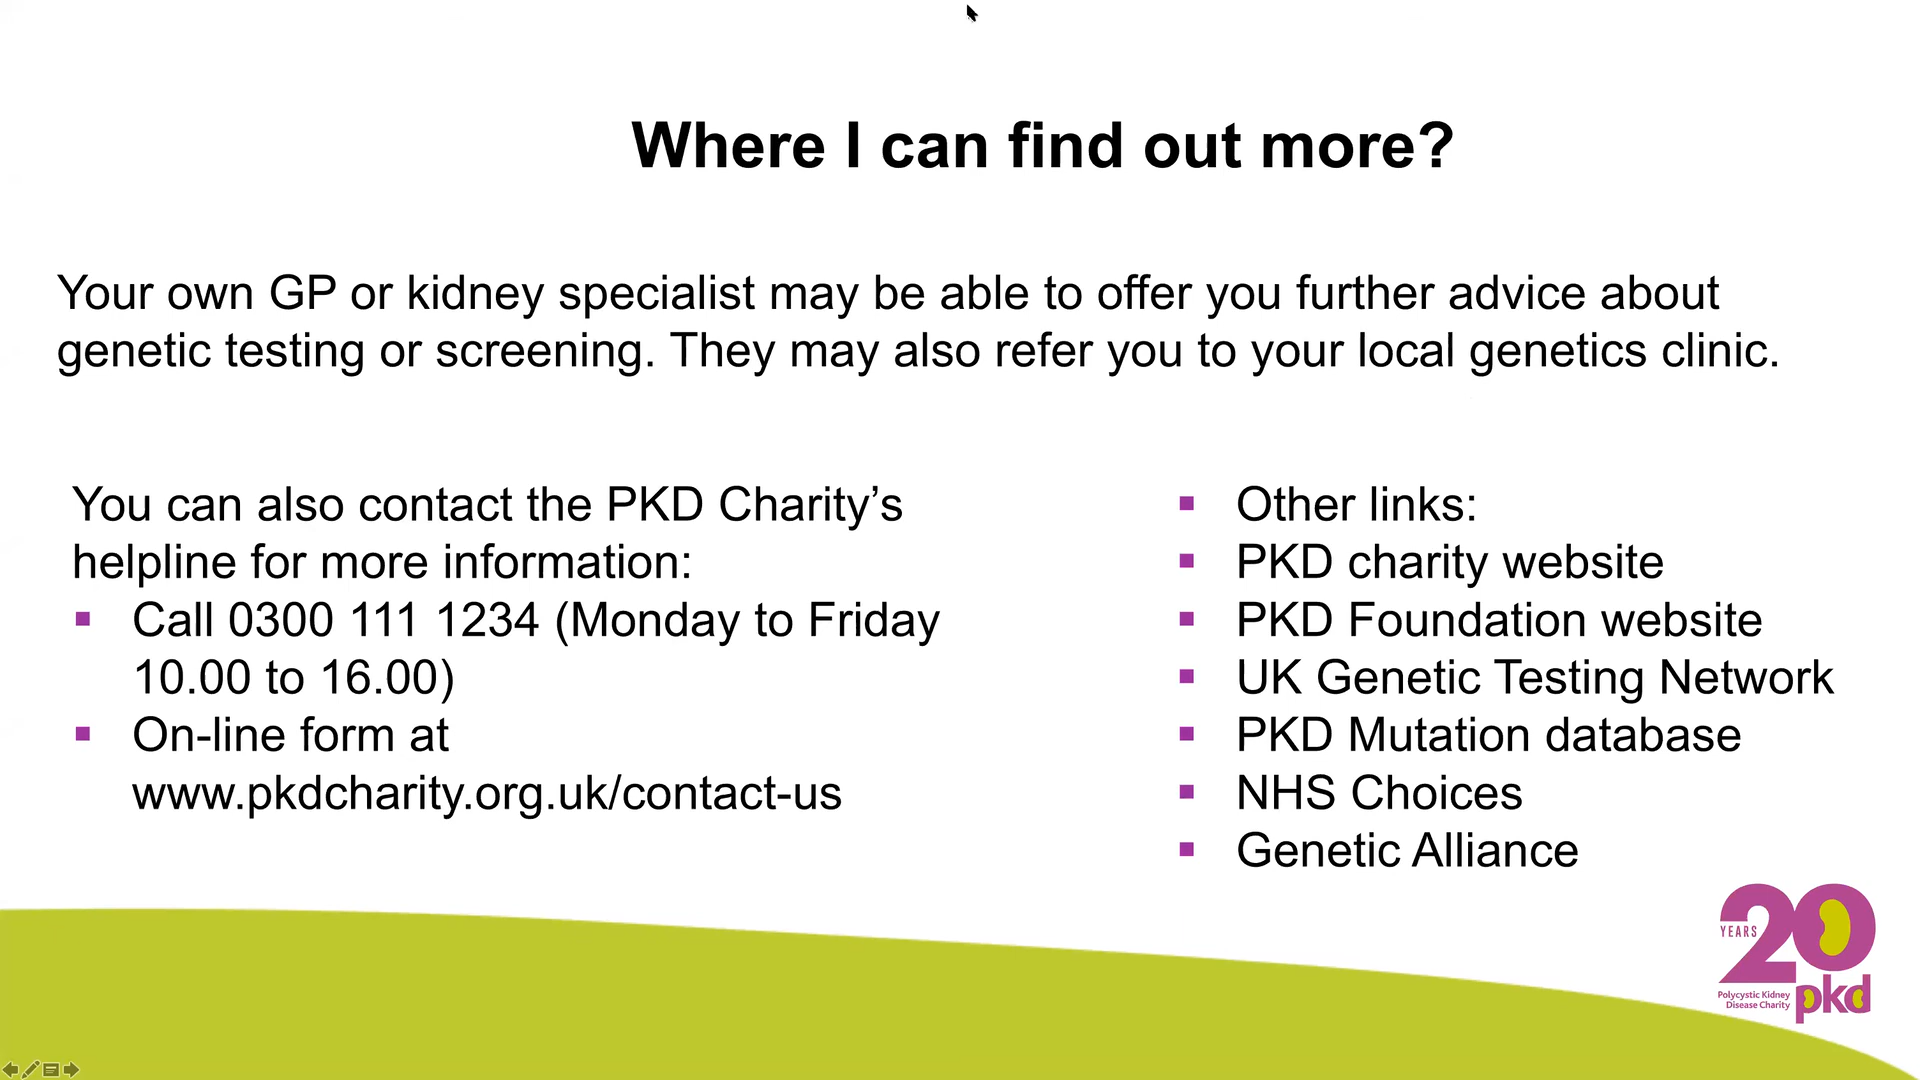 Where I can find out more?
Your own GP or kidney specialist may be able to offer you further advice about
genetic testing or screening. They may also refer you to your local genetics clinic.
You can also contact the PKD Charity’s
helpline for more information:
▪ Call 0300 111 1234 (Monday to Friday
10.00 to 16.00)
▪ On-line form at
www.pkdcharity.org.uk/contact-us
▪ Other links:
▪ PKD charity website
▪ PKD Foundation website
▪ UK Genetic Testing Network
▪ PKD Mutation database
▪ NHS Choices
▪ Genetic Alliance
20
YEARS
Polycystic Kidney
Disease Charity
pkd